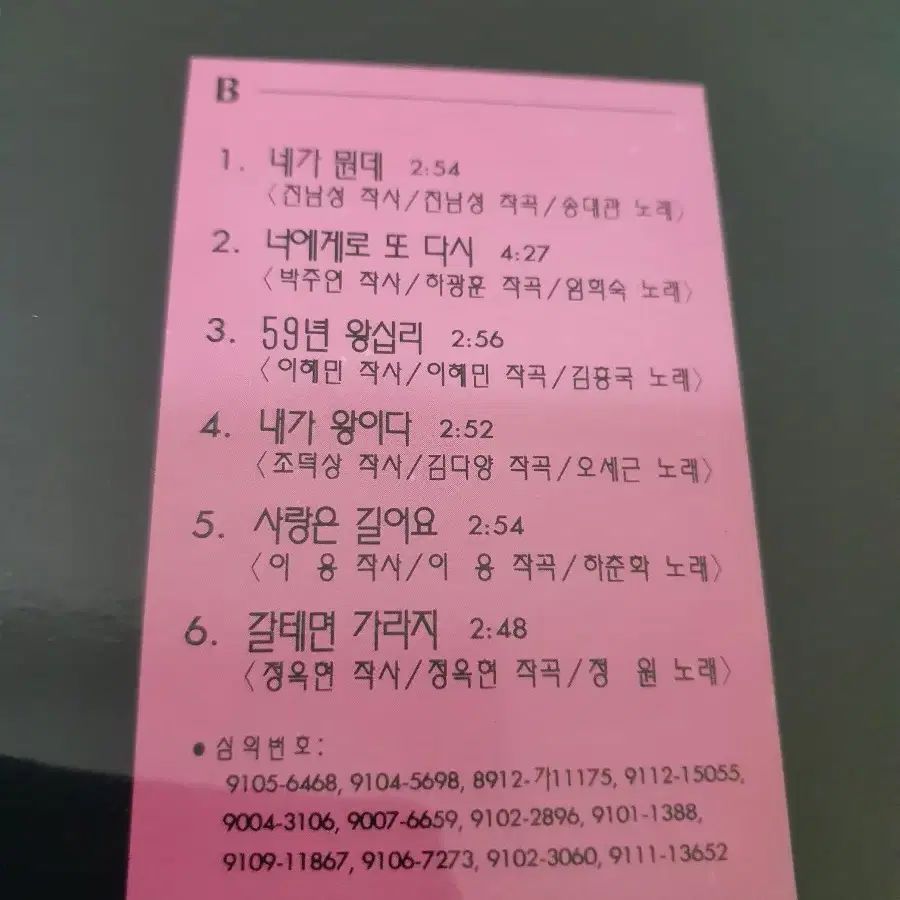 B
1. 네가 뭔데 2:54
〈진남성 작사/진남성 작곡/송대관 노래〉
2. 너에게로 또 다시 4:27
〈박주연 작사/하광훈 작곡/임희숙 노래〉
3. 59년 왕십리 2:56
〈이혜민 작사/이혜민 작곡/김흥국 노래〉
4. 내가 왕이다 2:52
〈조덕상 작사/김다양 작곡/오세근 노래〉
5. 사랑은 길어요 2:54
〈이 용 작사/이 용 작곡/하춘화 노래〉
6. 갈테면 가라지 2:48
〈정옥현 작사/정옥현 작곡/정 원 노래〉
● 심의번호:
9105-6468, 9104-5698, 8912-가11175, 9112-15055,
9004-3106, 9007-6659, 9102-2896, 9101-1388,
9109-11867, 9106-7273, 9102-3060, 9111-13652